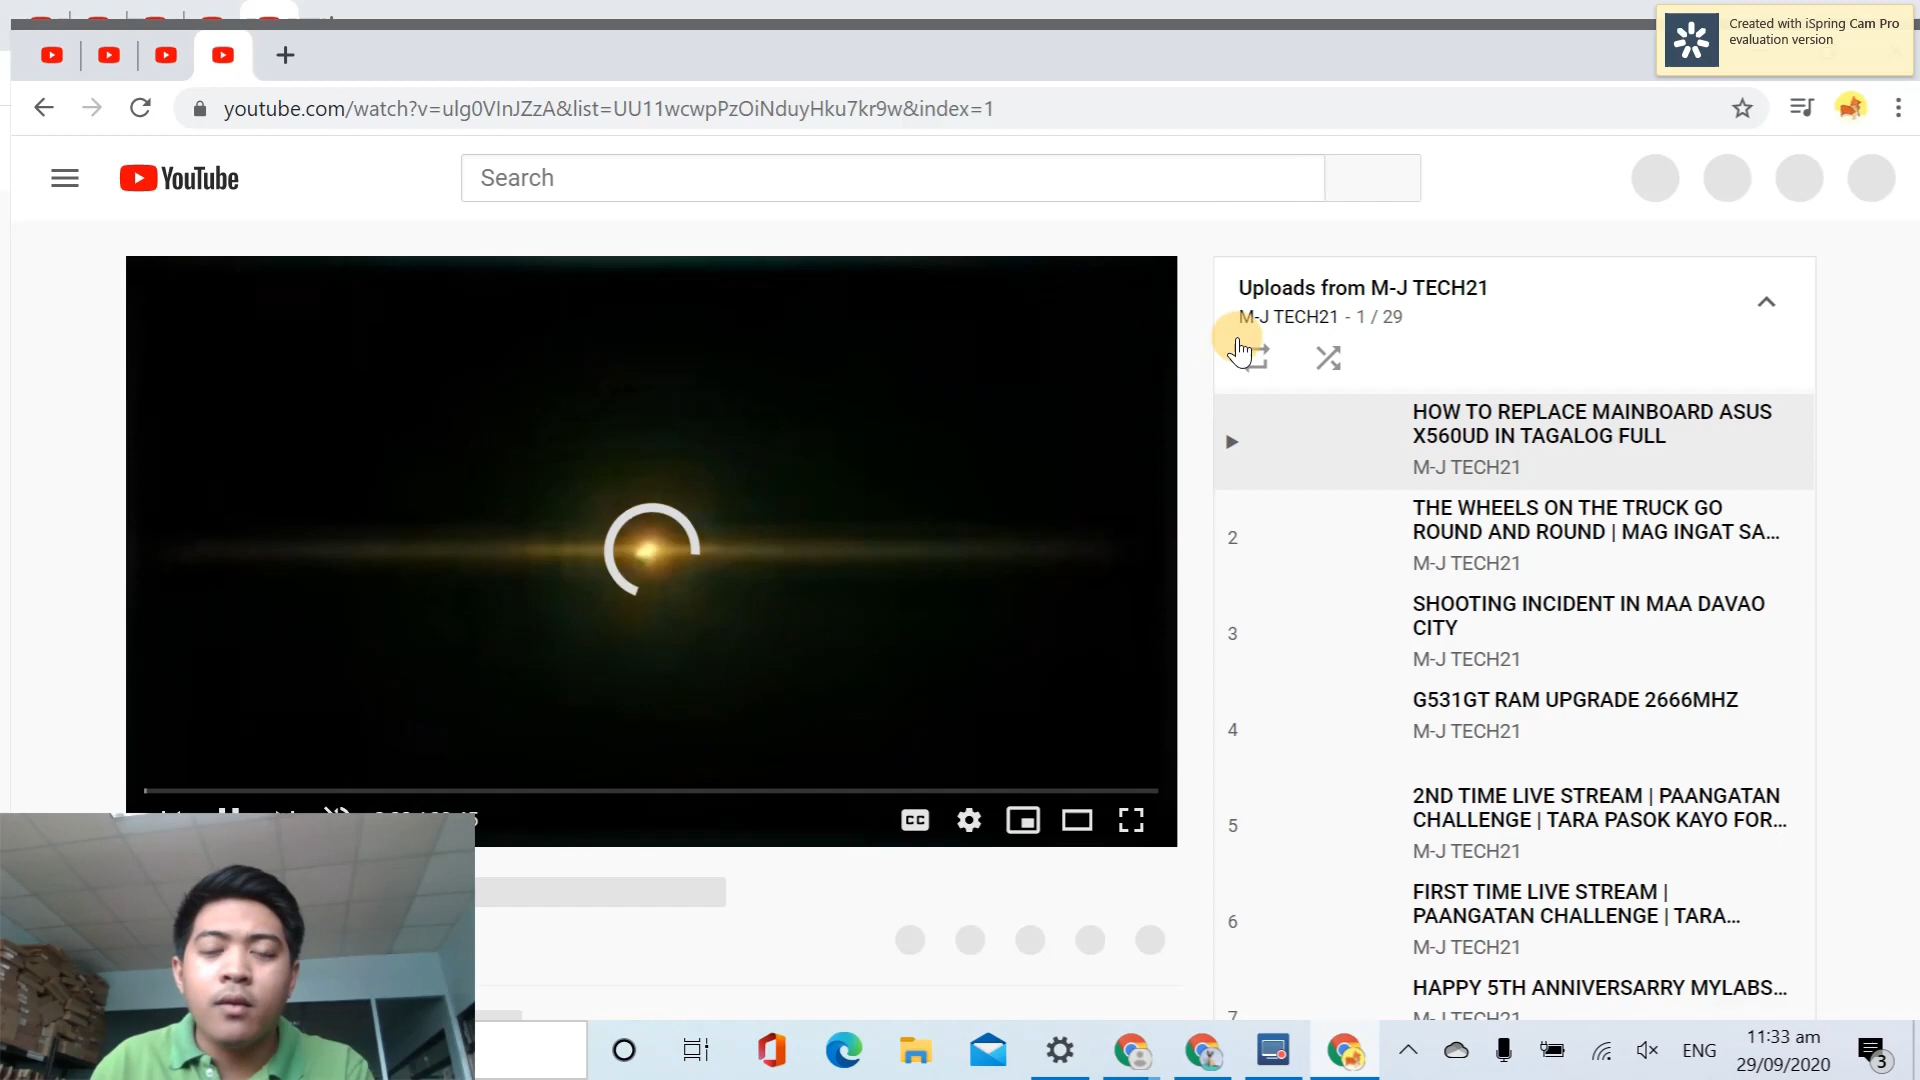 Created with iSpring Cam Pro
evaluation version
youtube.com/watch?v=ulg0VInJZzA&list=UU11wcwpPzOiNduyHku7kr9w&index=1
YouTube
Search
Uploads from M-J TECH21
M-J TECH21 - 1 / 29
HOW TO REPLACE MAINBOARD ASUS
X560UD IN TAGALOG FULL
M-J TECH21
2
THE WHEELS ON THE TRUCK GO
ROUND AND ROUND | MAG INGAT SA...
M-J TECH21
3
SHOOTING INCIDENT IN MAA DAVAO
CITY
M-J TECH21
4
G531GT RAM UPGRADE 2666MHZ
M-J TECH21
5
2ND TIME LIVE STREAM | PAANGATAN
CHALLENGE | TARA PASOK KAYO FOR...
M-J TECH21
CC
6
FIRST TIME LIVE STREAM |
PAANGATAN CHALLENGE | TARA...
M-J TECH21
7
HAPPY 5TH ANNIVERSARRY MYLABS...
M-J TECH21
ENG
11:33 am
29/09/2020
3